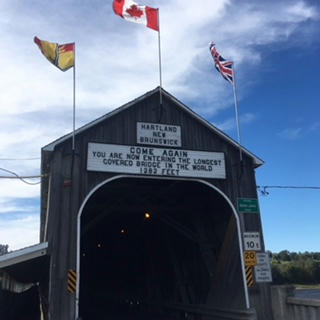 HARTLAND
NEW
BRUNSWICK
COME AGAIN
YOU ARE NOW ENTERING THE LONGEST
COVERED BRIDGE IN THE WORLD
1282 FEET
MAXIMUM
10 t
20